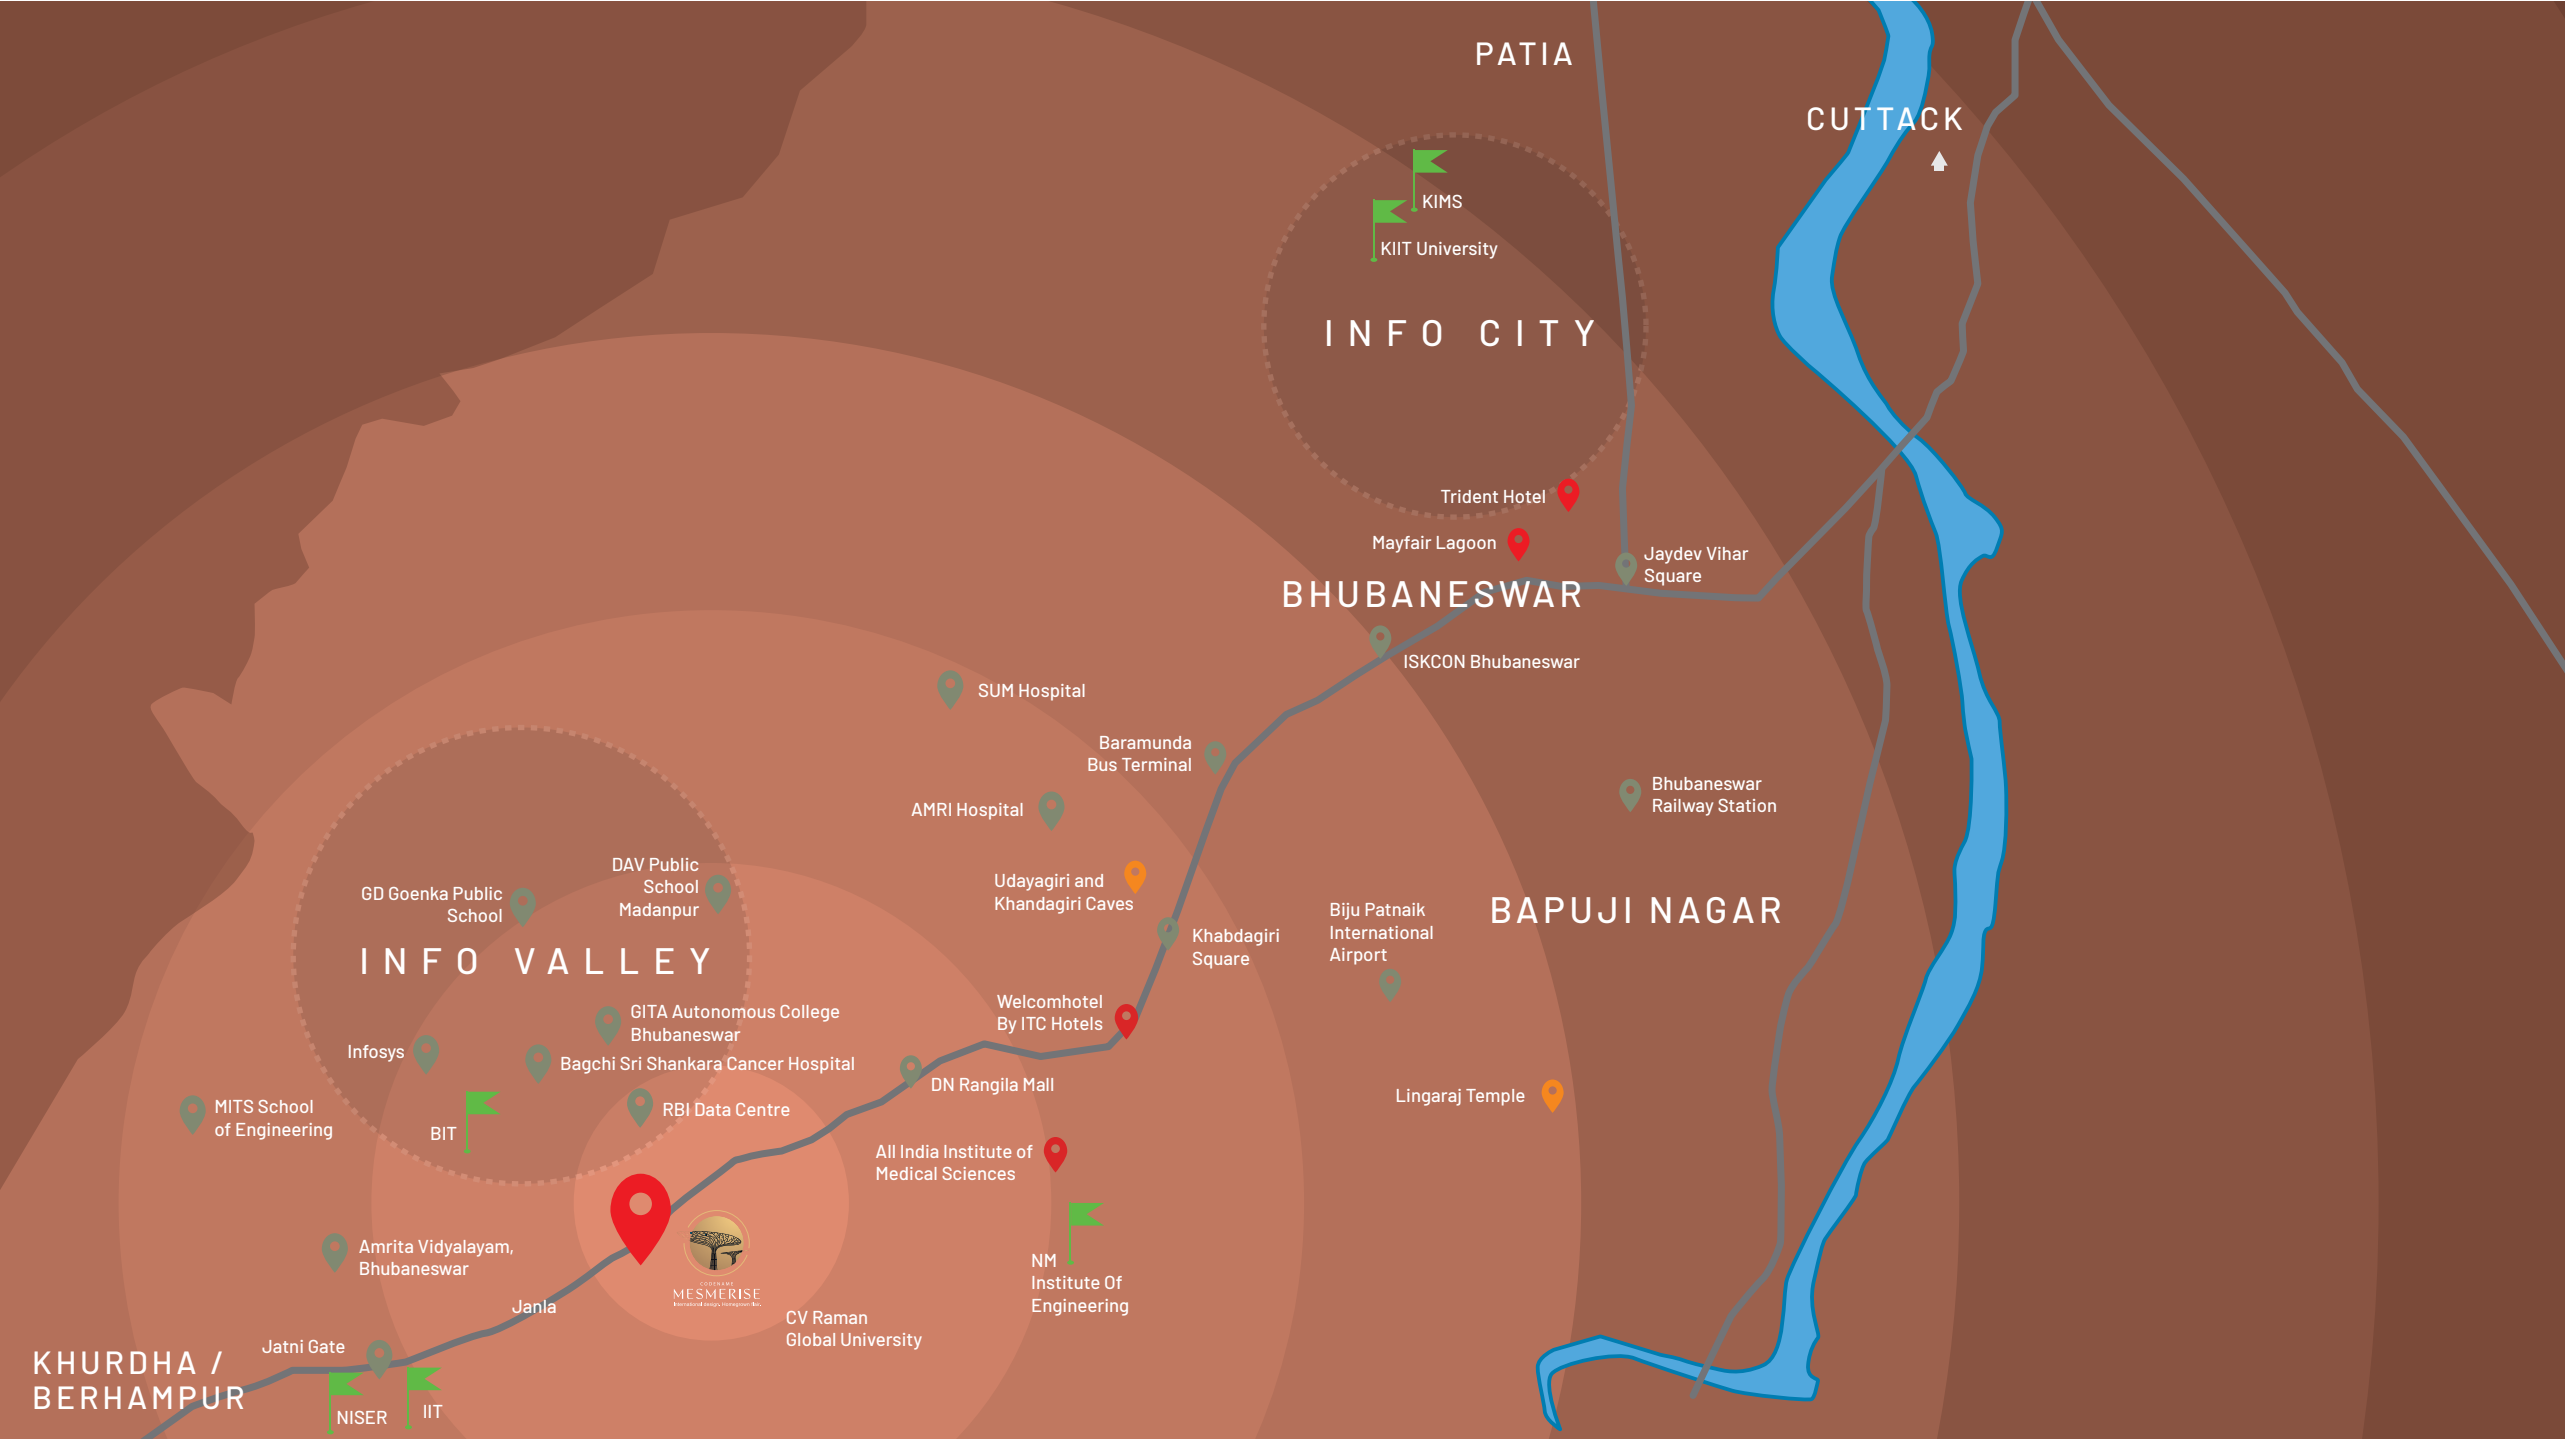 PATIA
CUTTACK
KIMS
KIIT University
INFO CITY
Trident Hotel
Mayfair Lagoon
Jaydev Vihar
Square
BHUBANESWAR
ISKCON Bhubaneswar
SUM Hospital
Baramunda
Bus Terminal
AMRI Hospital
Bhubaneswar
Railway Station
DAV Public
School
Madanpur
GD Goenka Public
School
Udayagiri and
Khandagiri Caves
Biju Patnaik
International
Airport
BAPUJI NAGAR
Khabdagiri
Square
INFO VALLEY
Welcomhotel
By ITC Hotels
GITA Autonomous College
Bhubaneswar
Infosys
Bagchi Sri Shankara Cancer Hospital
DN Rangila Mall
Lingaraj Temple
MITS School
of Engineering
RBI Data Centre
BIT
All India Institute of
Medical Sciences
Amrita Vidyalayam,
Bhubaneswar
NM
Institute Of
Engineering
CODENAME
MESMERISE
International design. Homegrown flair.
Janla
CV Raman
Global University
Jatni Gate
KHURDHA /
BERHAMPUR
NISER
IIT